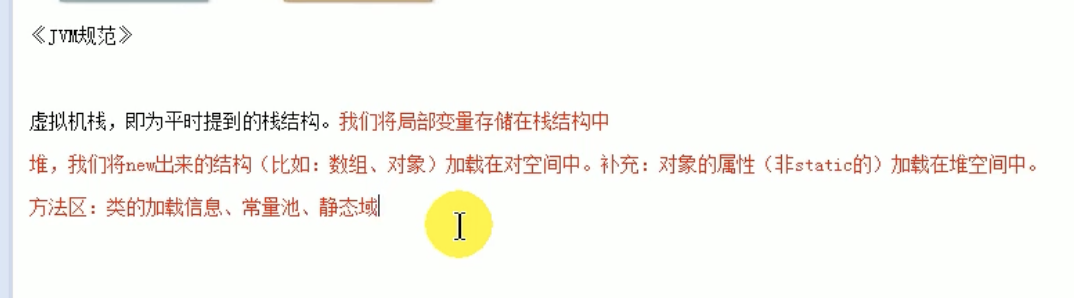 《JVM规范》
虚拟机栈，即为平时提到的栈结构。我们将局部变量存储在栈结构中
堆，我们将new出来的结构（比如：数组、对象）加载在对空间中。补充：对象的属性（非static的）加载在堆空间中。
方法区：类的加载信息、常量池、静态域